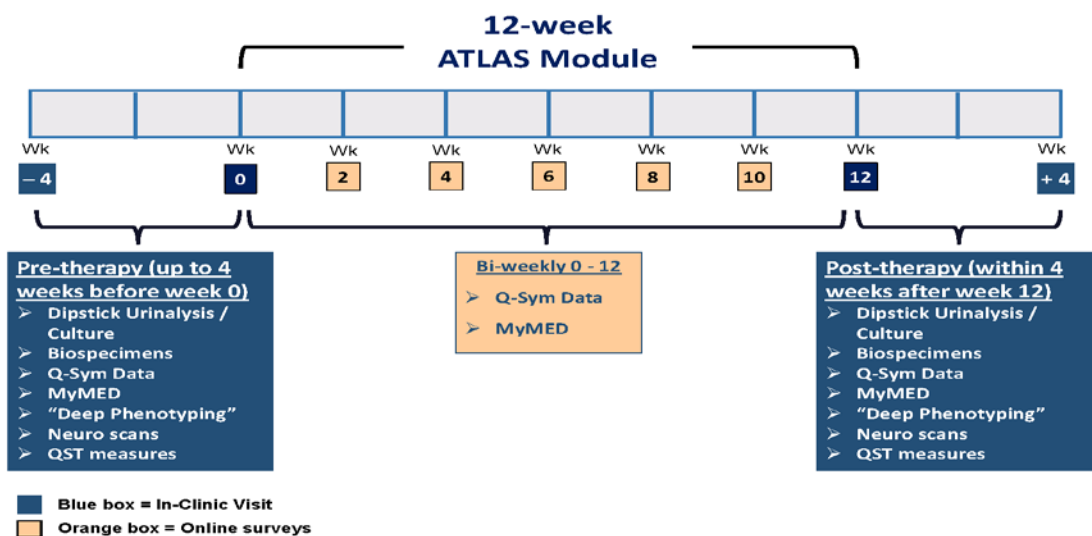 12-week
ATLAS Module
Wk Wk Wk Wk Wk Wk Wk Wk Wk
– 4 0 2 4 6 8 10 12 + 4
Pre-therapy (up to 4
weeks before week 0)
➢ Dipstick Urinalysis /
Culture
➢ Biospecimens
➢ Q-Sym Data
➢ MyMED
➢ “Deep Phenotyping”
➢ Neuro scans
➢ QST measures
Bi-weekly 0 - 12
➢ Q-Sym Data
➢ MyMED
Post-therapy (within 4
weeks after week 12)
➢ Dipstick Urinalysis /
Culture
➢ Biospecimens
➢ Q-Sym Data
➢ MyMED
➢ “Deep Phenotyping”
➢ Neuro scans
➢ QST measures
Blue box = In-Clinic Visit
Orange box = Online surveys